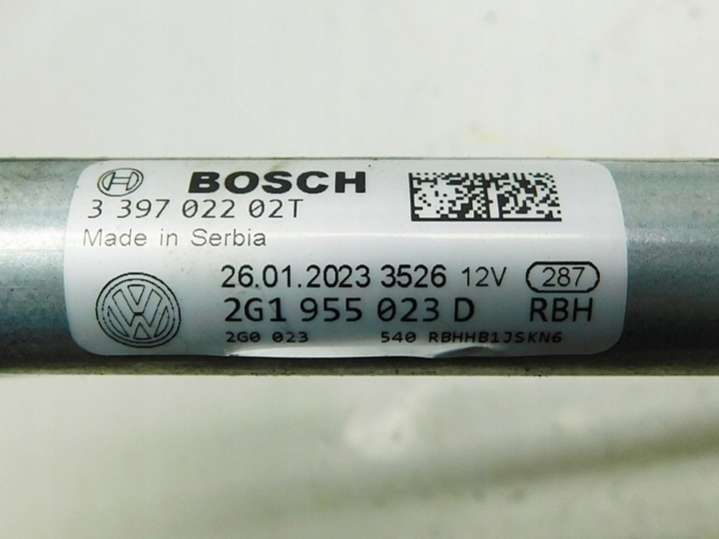 BOSCH
3 397 022 02T
Made in Serbia
26.01.2023 3526 12V 287
2G1 955 023 D RBH
2G0 023 540 RBHHB1JSKN6